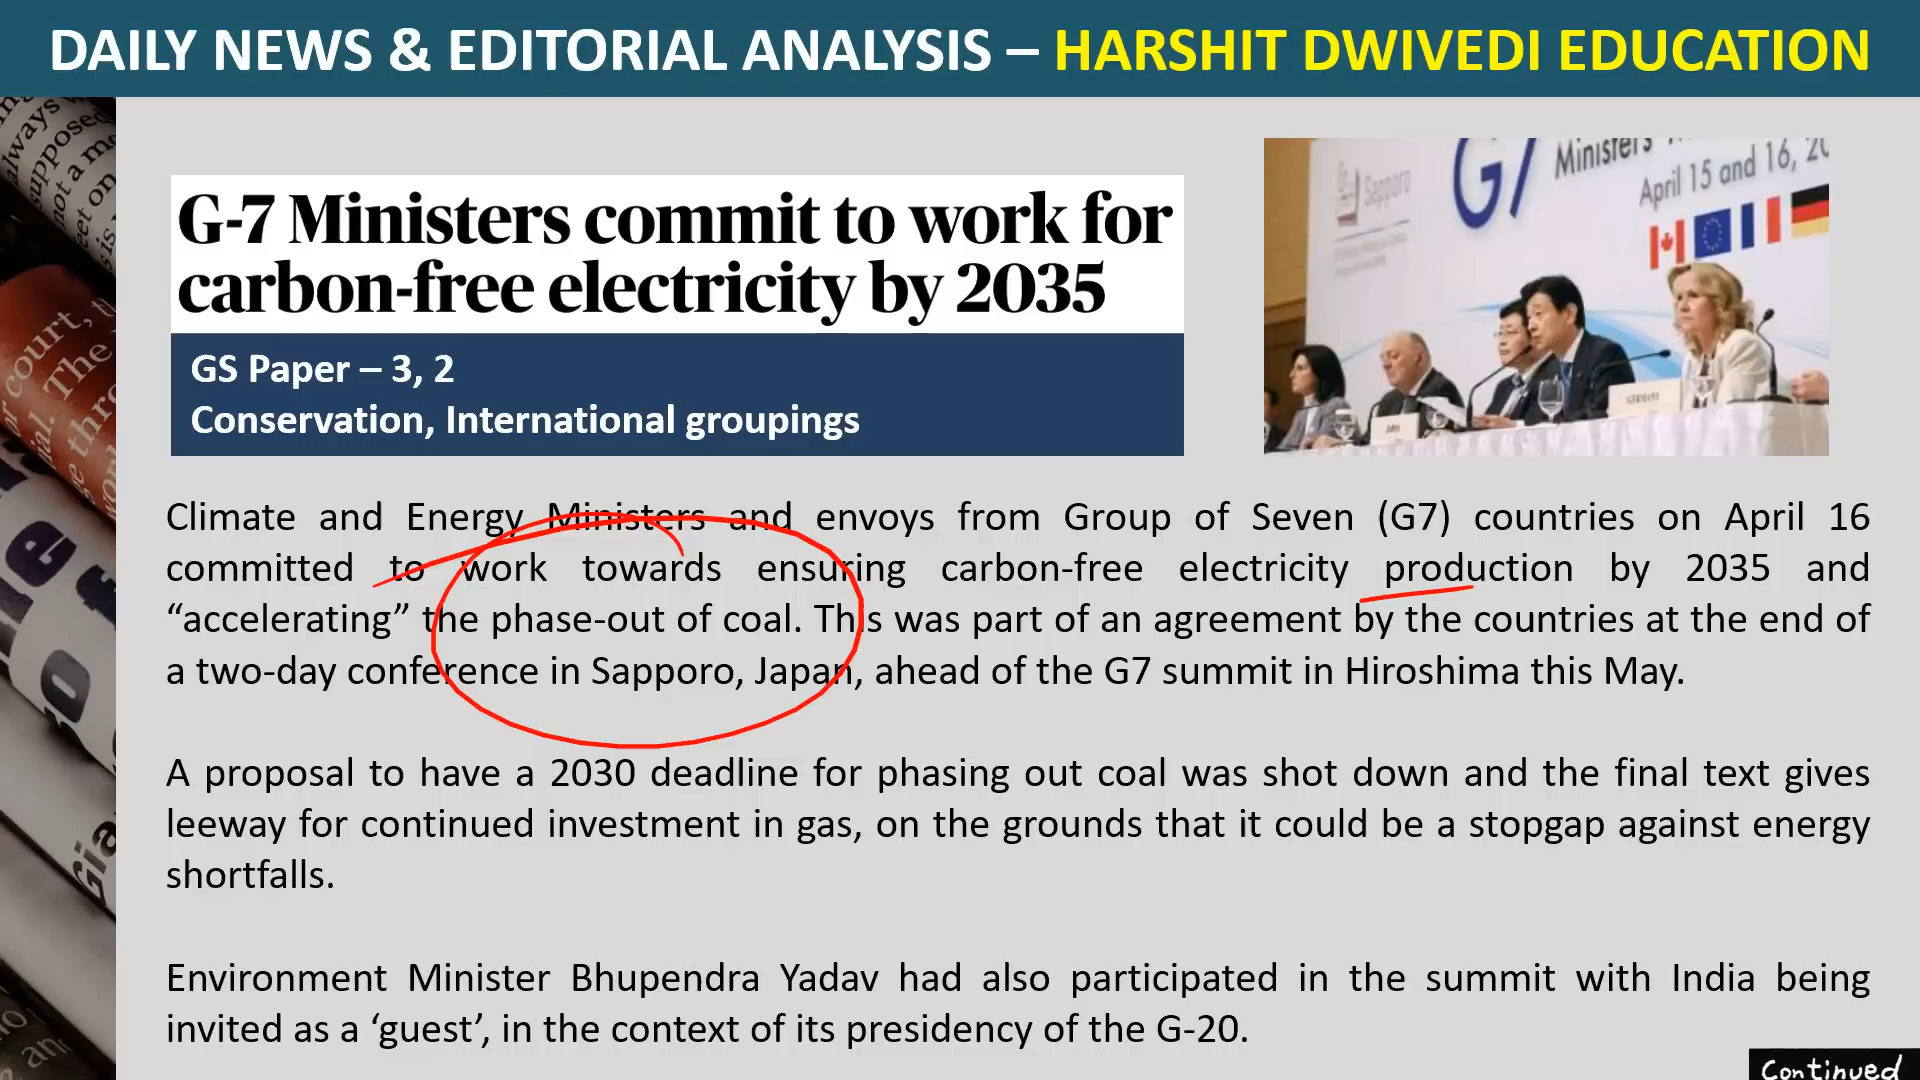 DAILY NEWS & EDITORIAL ANALYSIS – HARSHIT DWIVEDI EDUCATION
G-7 Ministers commit to work for
carbon-free electricity by 2035
GS Paper – 3, 2
Conservation, International groupings
G7 Ministers'
April 15 and 16, 20
Sapporo
GERMANY
Climate and Energy Ministers and envoys from Group of Seven (G7) countries on April 16
committed to work towards ensuring carbon-free electricity production by 2035 and
“accelerating” the phase-out of coal. This was part of an agreement by the countries at the end of
a two-day conference in Sapporo, Japan, ahead of the G7 summit in Hiroshima this May.
A proposal to have a 2030 deadline for phasing out coal was shot down and the final text gives
leeway for continued investment in gas, on the grounds that it could be a stopgap against energy
shortfalls.
Environment Minister Bhupendra Yadav had also participated in the summit with India being
invited as a ‘guest’, in the context of its presidency of the G-20.
Continued